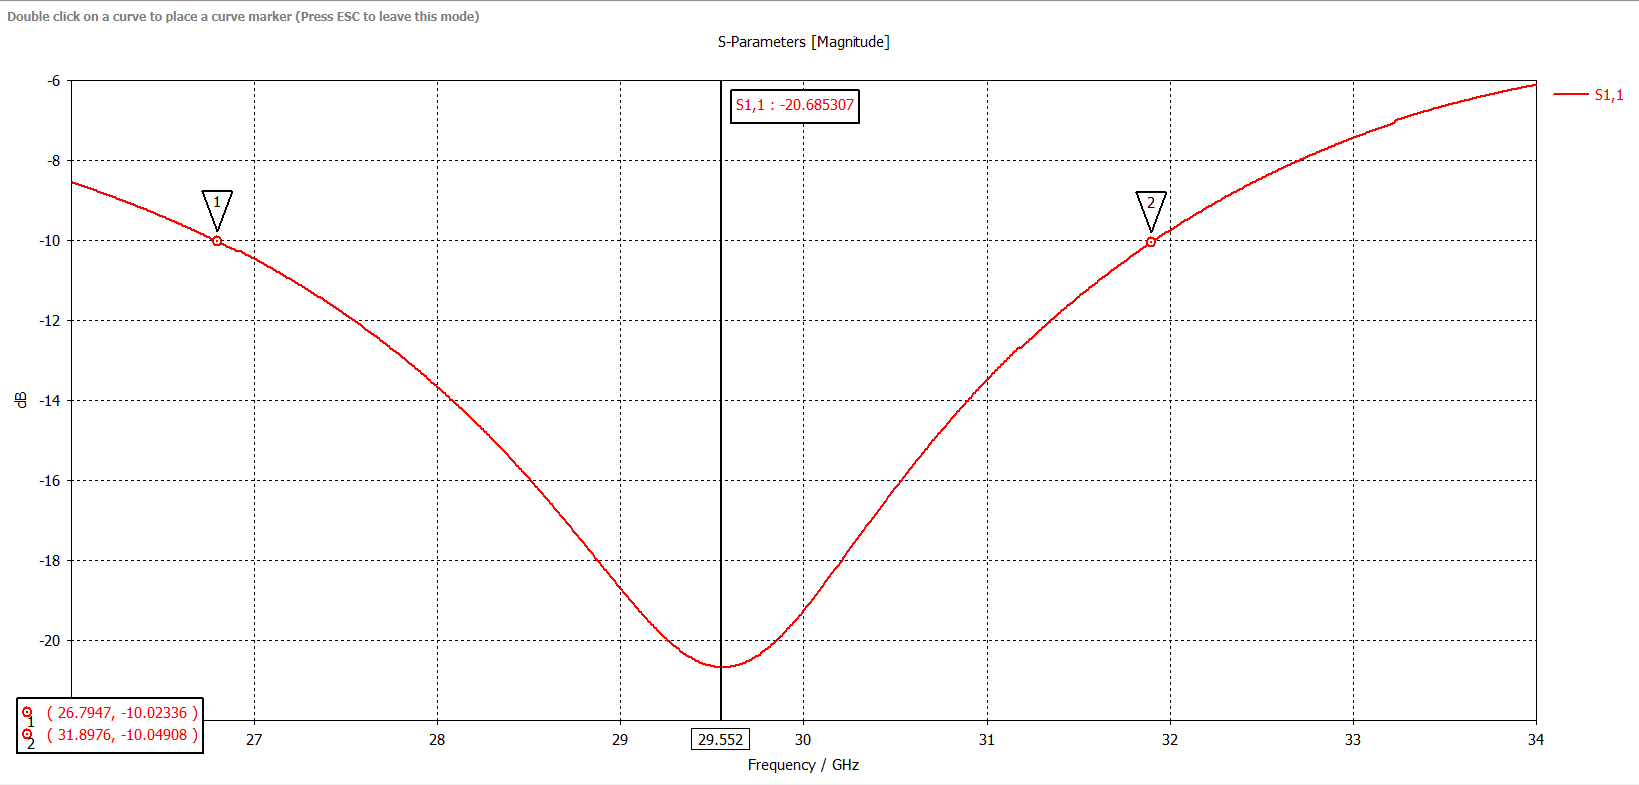 Double click on a curve to place a curve marker (Press ESC to leave this mode)
S-Parameters [Magnitude]
S1,1 : -20.685307
S1,1
-6
-8
-10
-12
-14
-16
-18
-20
dB
1
2
1 ( 26.7947, -10.02336 )
2 ( 31.8976, -10.04908 )
27 28 29 29.552 30 31 32 33 34
Frequency / GHz